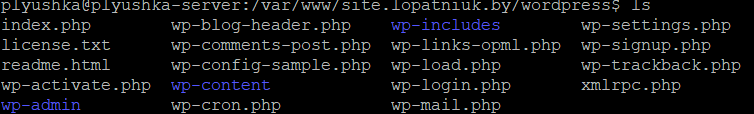 plyushka@plyushka-server:/var/www/site.lopatniuk.by/wordpress$ ls
index.php wp-blog-header.php wp-includes wp-settings.php
license.txt wp-comments-post.php wp-links-opml.php wp-signup.php
readme.html wp-config-sample.php wp-load.php wp-trackback.php
wp-activate.php wp-content wp-login.php xmlrpc.php
wp-admin wp-cron.php wp-mail.php